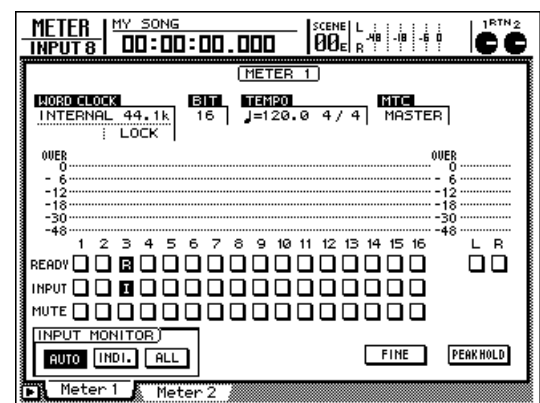 METER MY SONG SCENE L -48 -18 -6 0 1 RTN 2
INPUT 8 00:00:00.000 00E R
METER 1
WORD CLOCK BIT TEMPO MTC
INTERNAL 44.1k 16 ♩=120.0 4/4 MASTER
LOCK
OVER OVER
0 0
- 6 - 6
-12 -12
-18 -18
-30 -30
-48 -48
1 2 3 4 5 6 7 8 9 10 11 12 13 14 15 16 L R
READY R
INPUT I
MUTE
INPUT MONITOR
AUTO INDI. ALL FINE PEAKHOLD
Meter 1 Meter 2